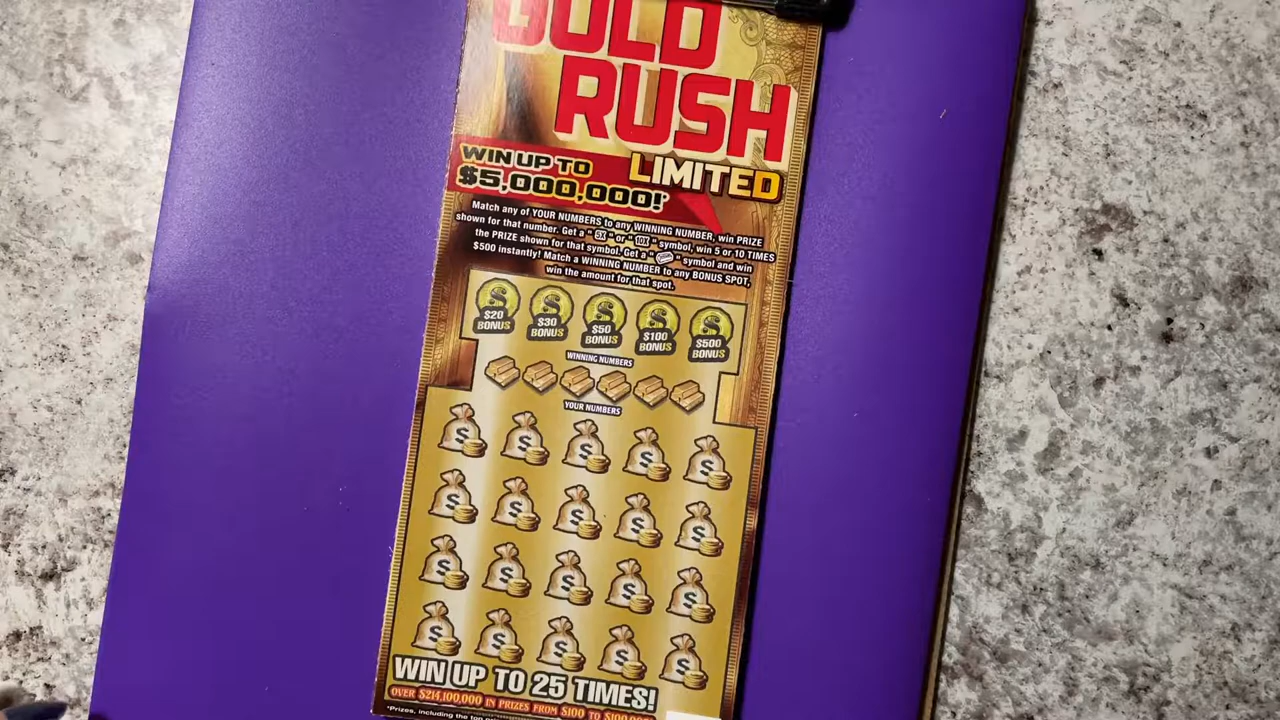 GOLD
RUSH
LIMITED
WIN UP TO
$5,000,000!*
Match any of YOUR NUMBERS to any WINNING NUMBER, win PRIZE
shown for that number. Get a "5X" or "10X" symbol, win 5 or 10 TIMES
the PRIZE shown for that symbol. Get a " " symbol and win
$500 instantly! Match a WINNING NUMBER to any BONUS SPOT,
win the amount for that spot.
$20 BONUS
$30 BONUS
$50 BONUS
$100 BONUS
$500 BONUS
WINNING NUMBERS
YOUR NUMBERS
WIN UP TO 25 TIMES!
OVER $214,100,000 IN PRIZES FROM $100 TO
*Prizes, including the top